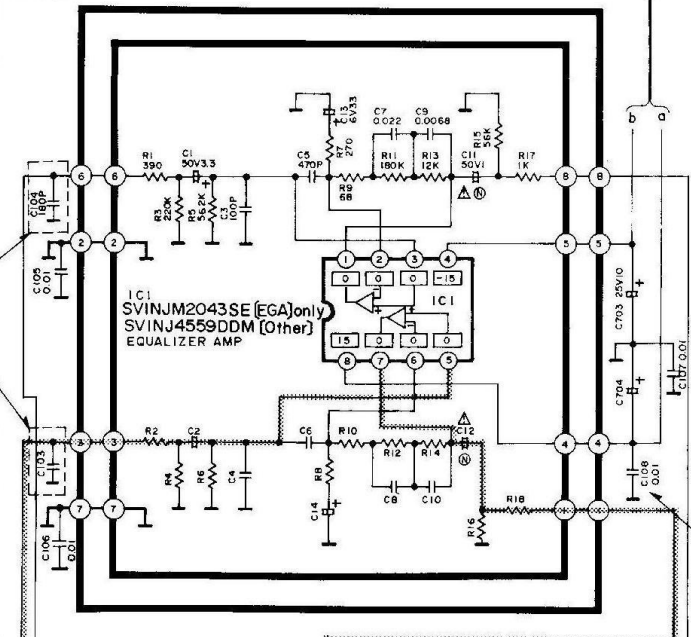 b a
C13
6V3.3
C7
0.022
C9
0.0068
R7
270
R15
56K
R1
390
C1
50V3.3
C5
470P
R11
180K
R13
12K
C11
50V1
R17
1K
R9
68
6 6 8 8
C104
180P
R3
220K
R5
56.2K
C3
100P
N
2 2 5 5
C105
0.01
1 2 3 4
0 0 0 -15
IC1
SVINJM2043SE [EGA] only
SVINJ4559DDM [Other]
EQUALIZER AMP
IC1
15 0 0 0
8 7 6 5
C703 25V10
C107 0.01
C704
R2
C2
C6
R10
R12
R14
C12
3 3 4 4
C103
R4
R6
C4
R8
C8
C10
N
C108
0.01
7 7
C14
R16
R18
C106
0.01